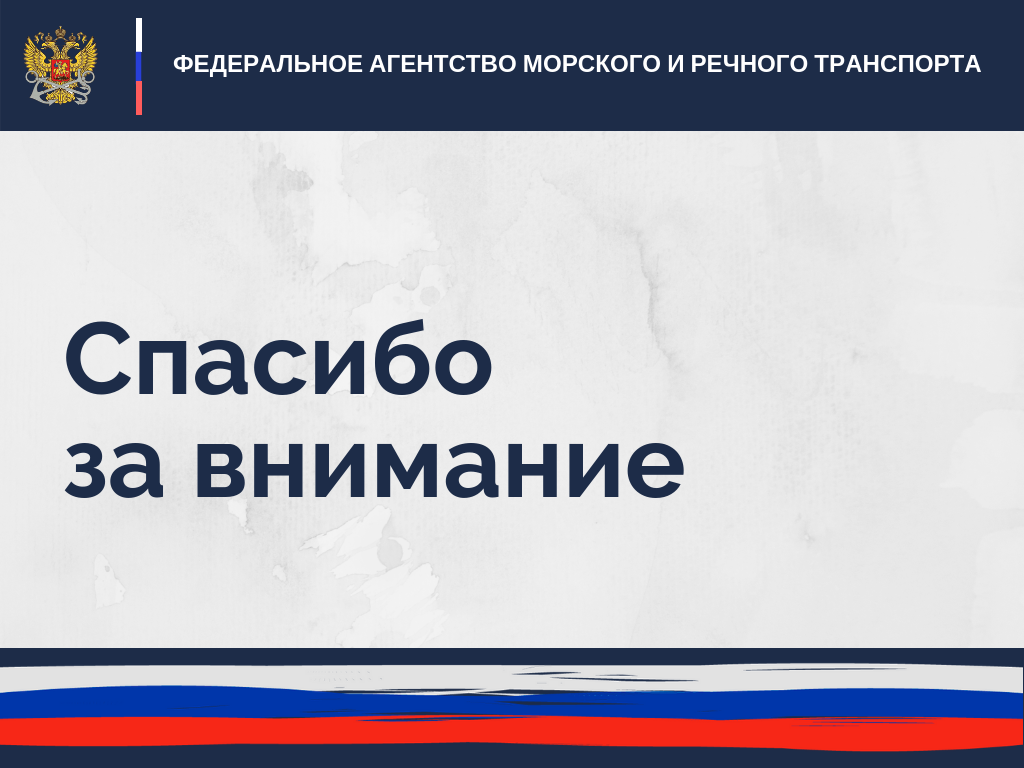 ФЕДЕРАЛЬНОЕ АГЕНТСТВО МОРСКОГО И РЕЧНОГО ТРАНСПОРТА
Спасибо
за внимание